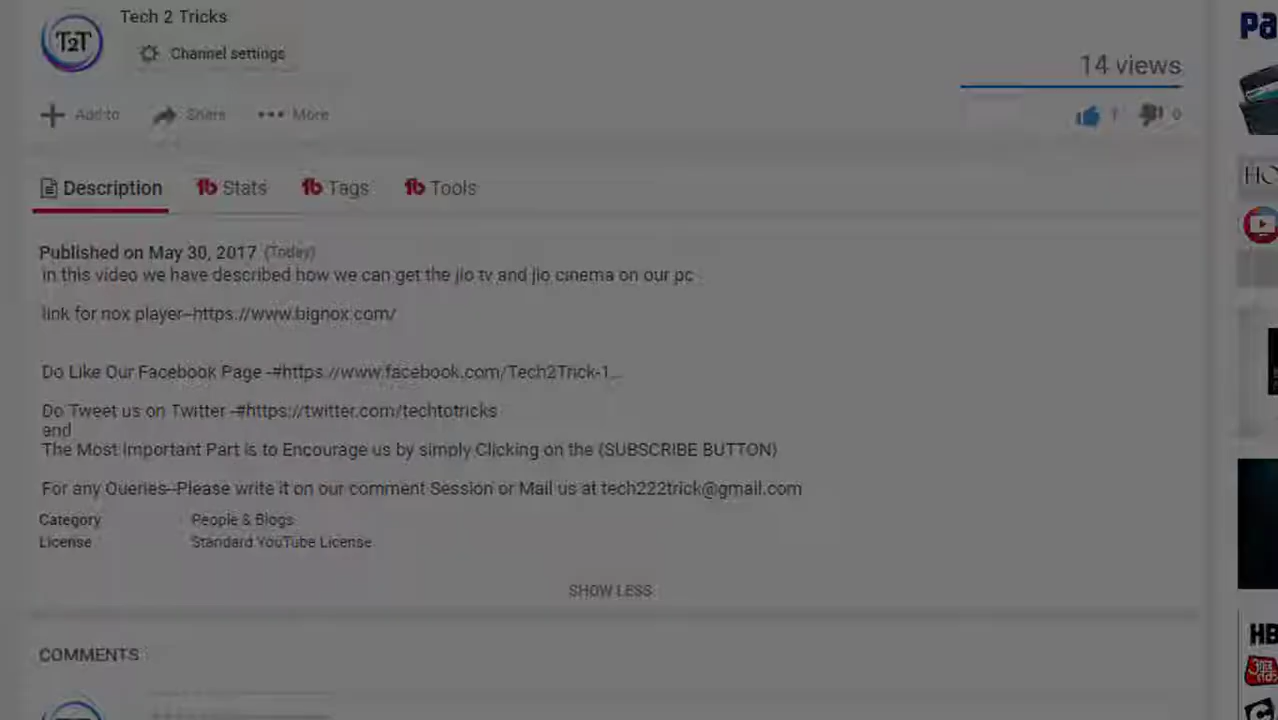 Tech 2 Tricks
T2T
Channel settings
14 views
Add to Share More 1 0
Description Stats Tags Tools
Published on May 30, 2017 (Today)
in this video we have described how we can get the jio tv and jio cinema on our pc
link for nox player--https://www.bignox.com/
Do Like Our Facebook Page -#https://www.facebook.com/Tech2Trick-1...
Do Tweet us on Twitter -#https://twitter.com/techtotricks
and
The Most Important Part is to Encourage us by simply Clicking on the (SUBSCRIBE BUTTON)
For any Queries--Please write it on our comment Session or Mail us at tech222trick@gmail.com
Category People & Blogs
License Standard YouTube License
SHOW LESS
COMMENTS
Pa
HO
HB